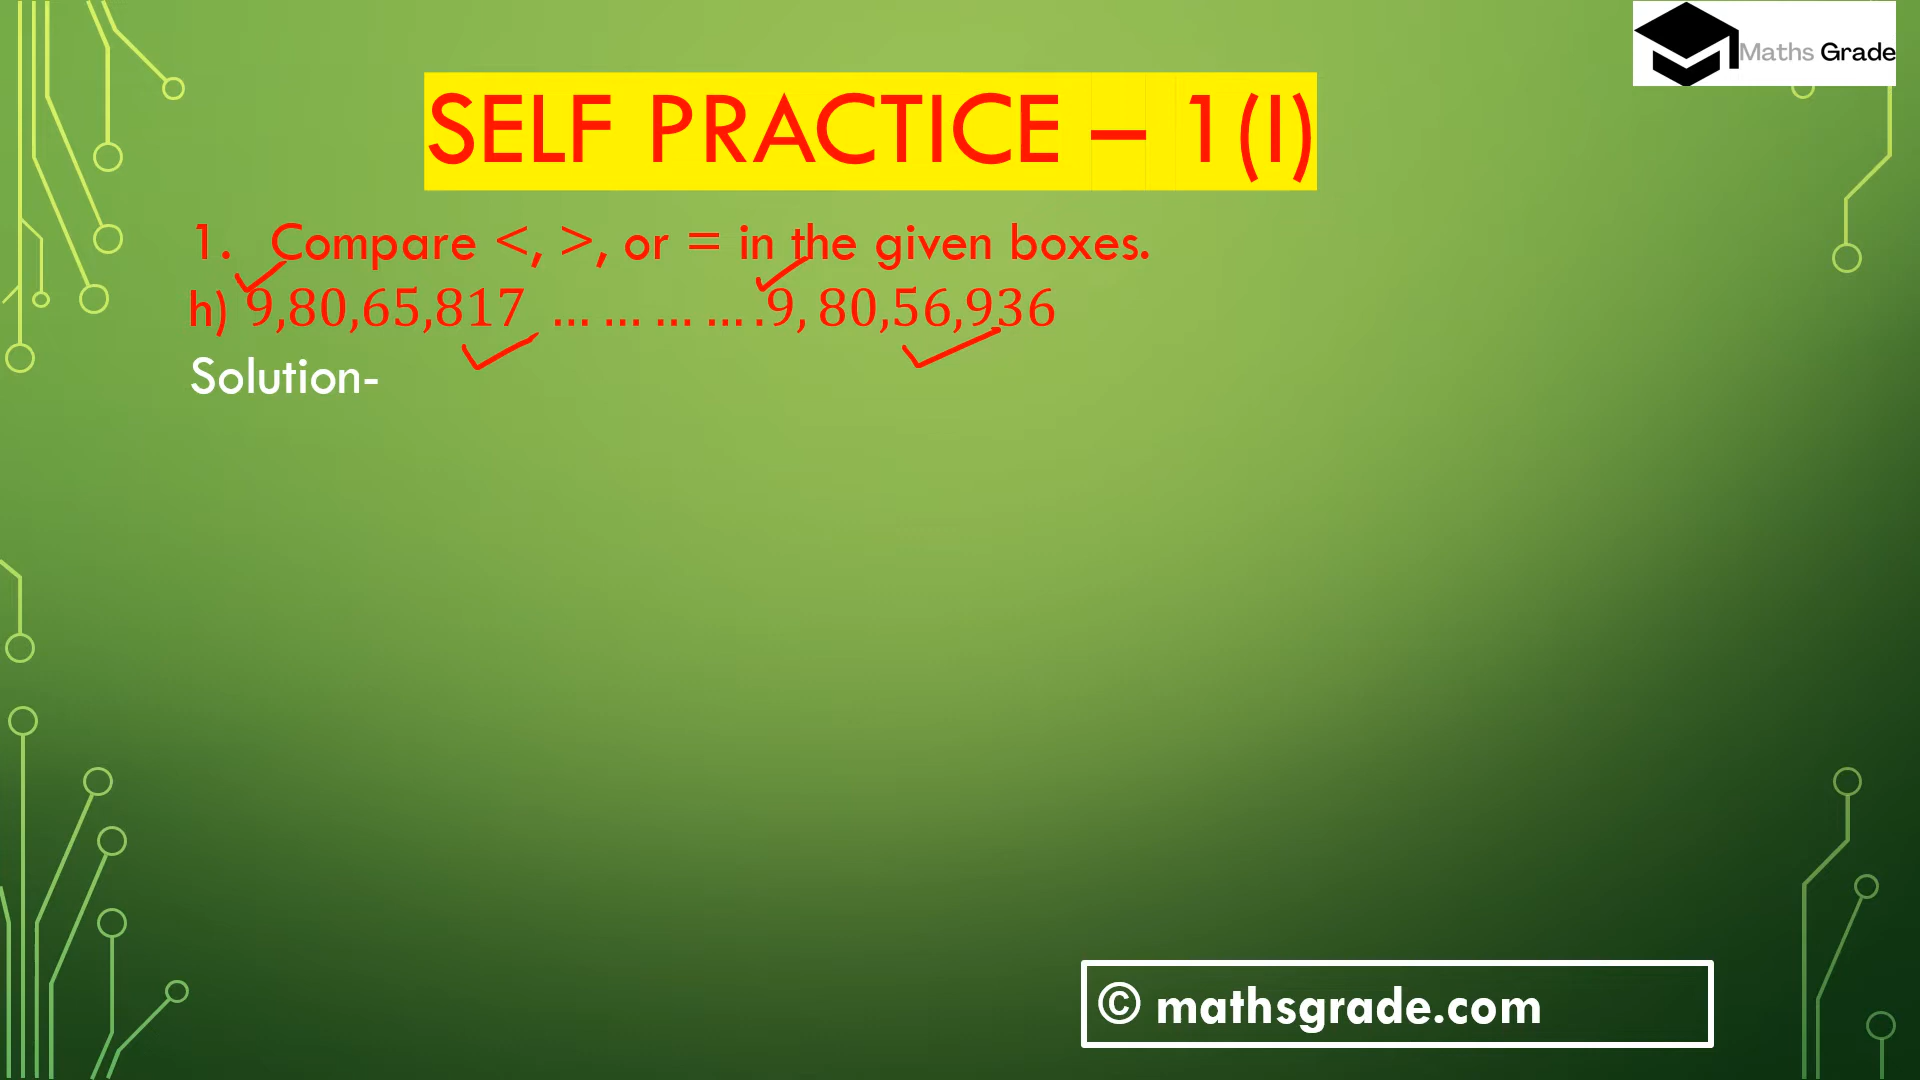 Maths Grade
SELF PRACTICE – 1(I)
1. Compare <, >, or = in the given boxes.
h) 9,80,65,817 … … … … .9, 80,56,936
Solution-
© mathsgrade.com